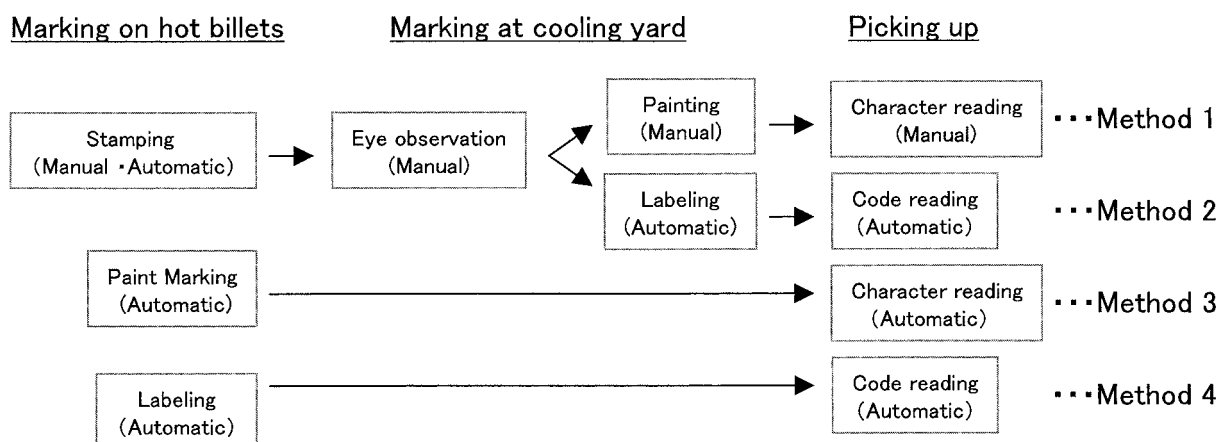 Marking on hot billets
Marking at cooling yard
Picking up
Stamping
(Manual ・Automatic)
Eye observation
(Manual)
Painting
(Manual)
Character reading
(Manual)
・・・Method 1
Labeling
(Automatic)
Code reading
(Automatic)
・・・Method 2
Paint Marking
(Automatic)
Character reading
(Automatic)
・・・Method 3
Labeling
(Automatic)
Code reading
(Automatic)
・・・Method 4